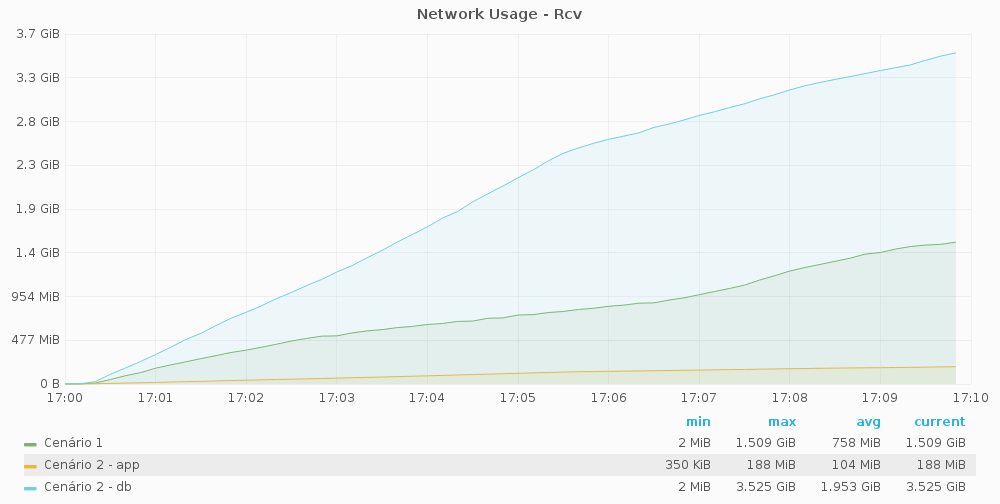 Network Usage - Rcv
3.7 GiB
3.3 GiB
2.8 GiB
2.3 GiB
1.9 GiB
1.4 GiB
954 MiB
477 MiB
0 B
17:00 17:01 17:02 17:03 17:04 17:05 17:06 17:07 17:08 17:09 17:10
min max avg current
Cenário 1 2 MiB 1.509 GiB 758 MiB 1.509 GiB
Cenário 2 - app 350 KiB 188 MiB 104 MiB 188 MiB
Cenário 2 - db 2 MiB 3.525 GiB 1.953 GiB 3.525 GiB